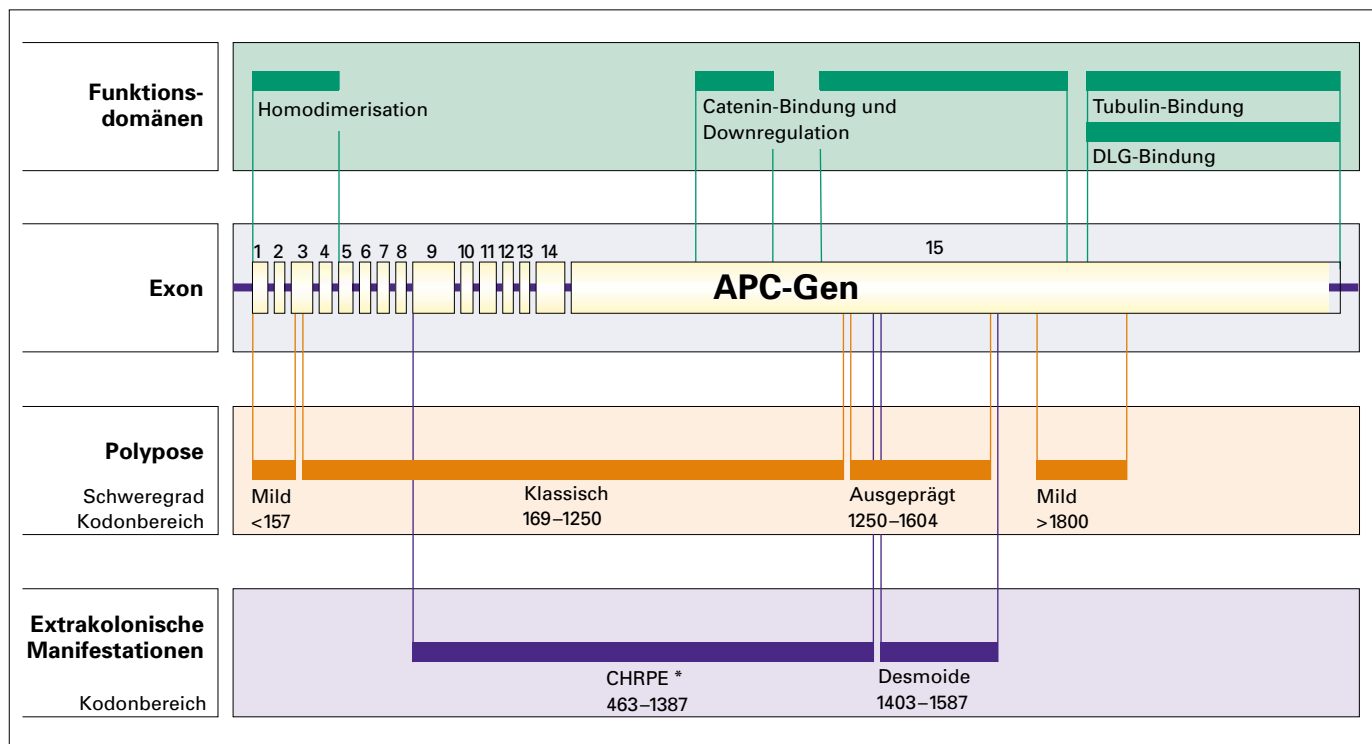 Funktions-
domänen
Homodimerisation
Catenin-Bindung und
Downregulation
Tubulin-Bindung
DLG-Bindung
Exon
1 2 3 4 5 6 7 8 9 10 11 12 13 14 15
APC-Gen
Polypose
Schweregrad
Kodonbereich
Mild
<157
Klassisch
169–1250
Ausgeprägt
1250–1604
Mild
>1800
Extrakolonische
Manifestationen
Kodonbereich
CHRPE *
463–1387
Desmoide
1403–1587